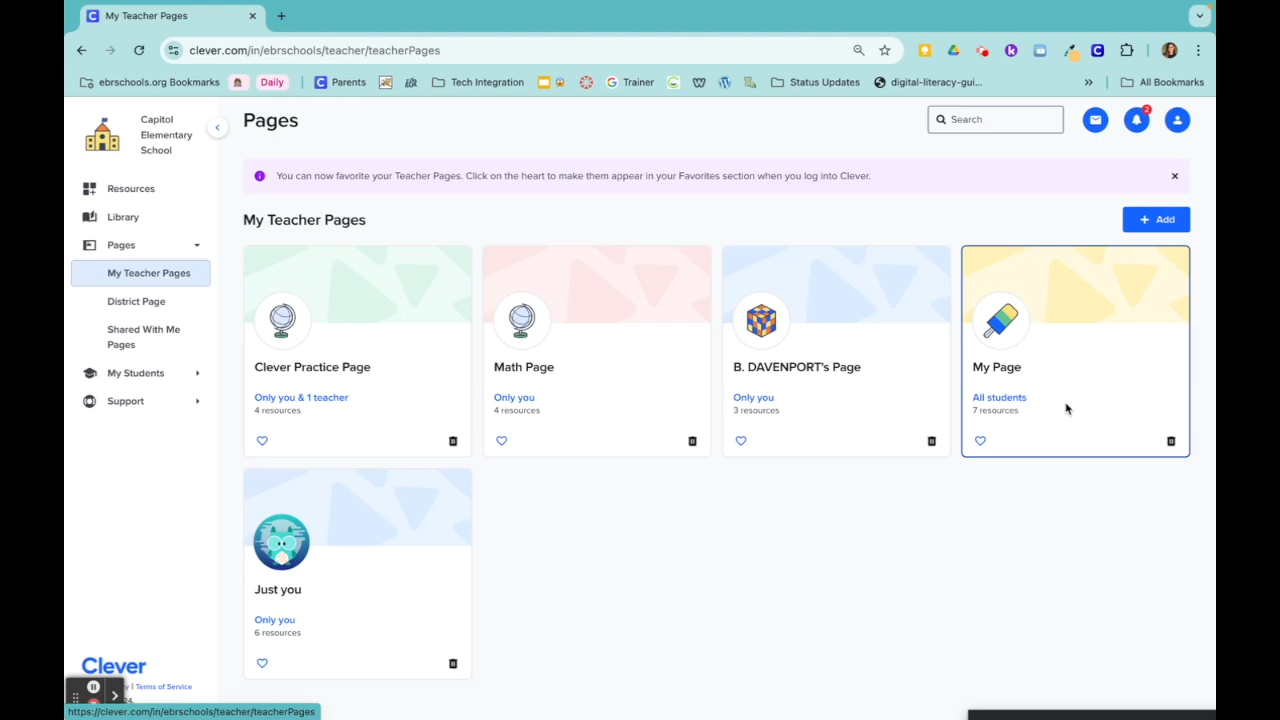 My Teacher Pages
clever.com/in/ebrschools/teacher/teacherPages
ebrschools.org Bookmarks
Daily
Parents
Tech Integration
Trainer
Status Updates
digital-literacy-gui...
»
All Bookmarks
Capitol
Elementary
School
Resources
Library
Pages
My Teacher Pages
District Page
Shared With Me
Pages
My Students
Support
Clever
Terms of Service
https://clever.com/in/ebrschools/teacher/teacherPages
Pages
Search
2
You can now favorite your Teacher Pages. Click on the heart to make them appear in your Favorites section when you log into Clever.
My Teacher Pages
+ Add
Clever Practice Page
Only you & 1 teacher
4 resources
Math Page
Only you
4 resources
B. DAVENPORT's Page
Only you
3 resources
My Page
All students
7 resources
Just you
Only you
6 resources